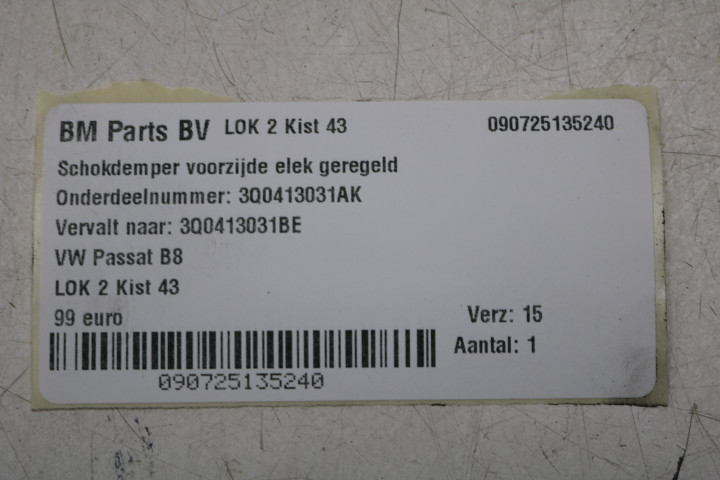 BM Parts BV LOK 2 Kist 43 090725135240
Schokdemper voorzijde elek geregeld
Onderdeelnummer: 3Q0413031AK
Vervalt naar: 3Q0413031BE
VW Passat B8
LOK 2 Kist 43
99 euro Verz: 15
Aantal: 1
090725135240